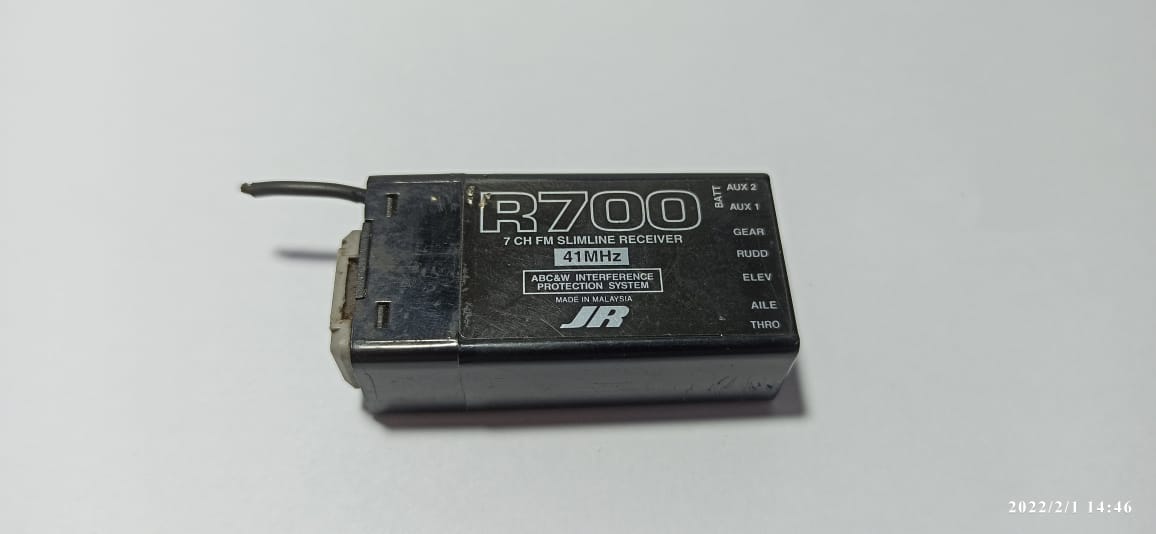 R700
7 CH FM SLIMLINE RECEIVER
41MHz
ABC&W INTERFERENCE
PROTECTION SYSTEM
MADE IN MALAYSIA
JR
BATT
AUX 2
AUX 1
GEAR
RUDD
ELEV
AILE
THRO
2022/2/1 14:46